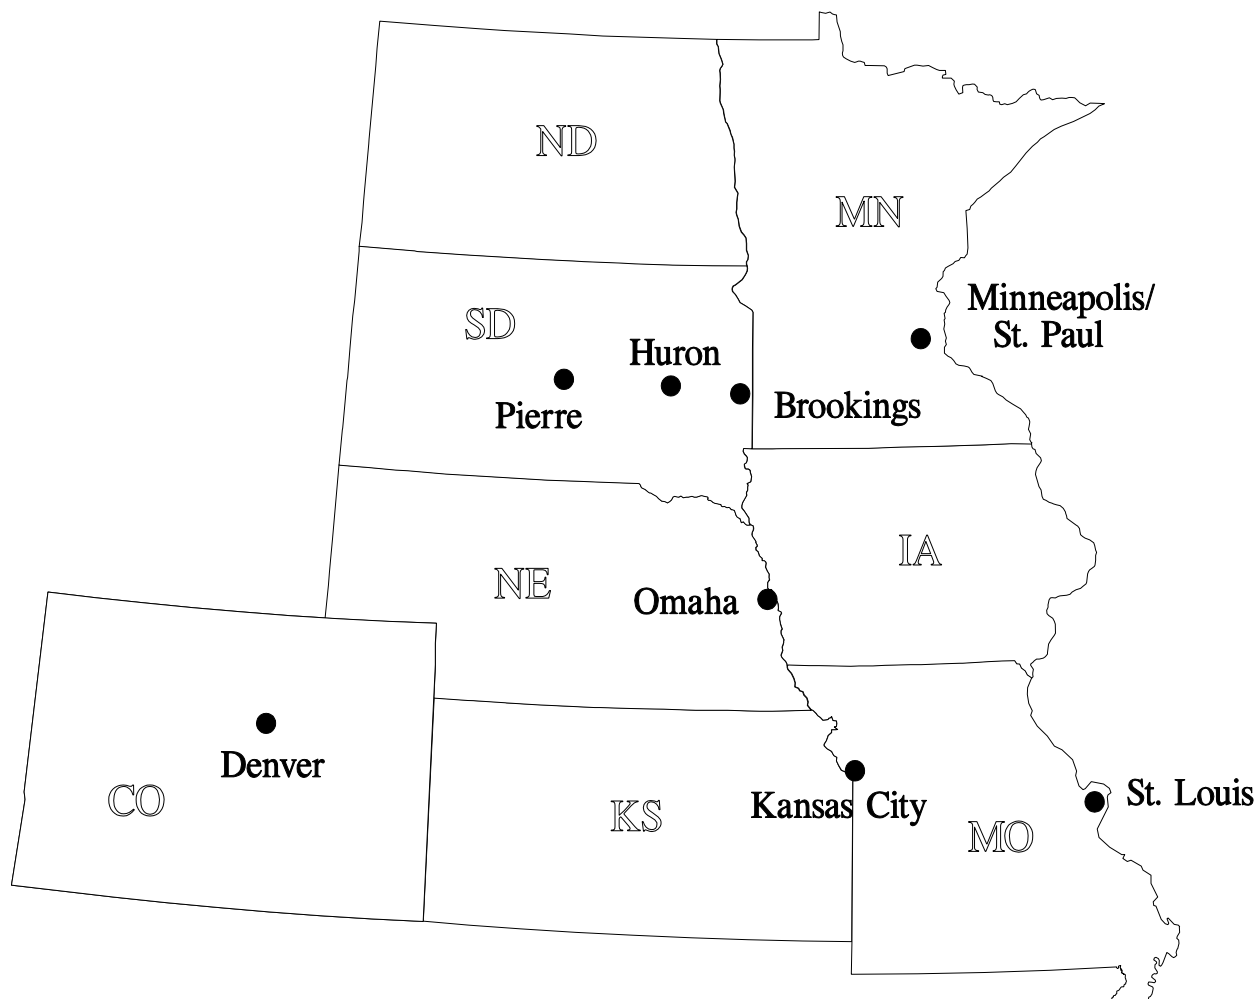 ND
MN
Minneapolis/
St. Paul
SD
Huron
Pierre
Brookings
IA
NE
Omaha
Denver
CO
KS
Kansas City
St. Louis
MO